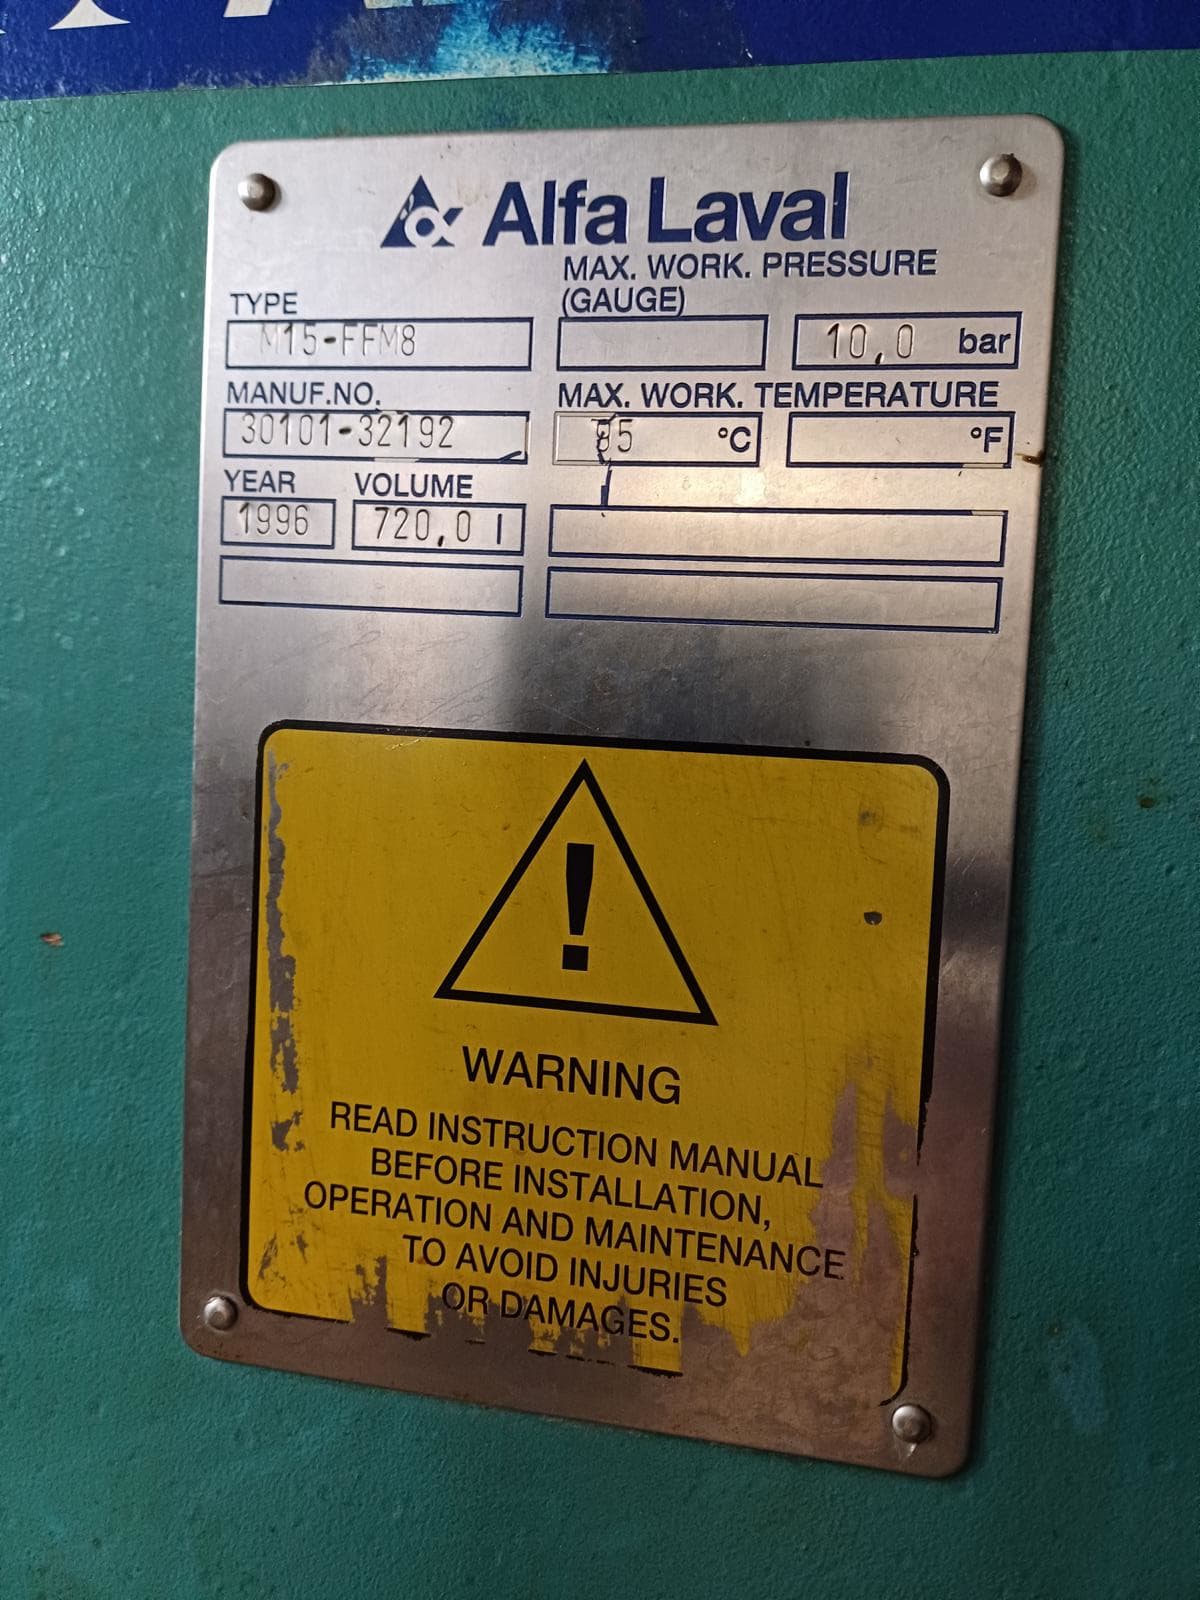 Alfa Laval
MAX. WORK. PRESSURE
TYPE (GAUGE)
M15-FFM8 10,0 bar
MANUF.NO. MAX. WORK. TEMPERATURE
30101-32192 °C °F
YEAR VOLUME
1996 720,0 l
!
WARNING
READ INSTRUCTION MANUAL
BEFORE INSTALLATION,
OPERATION AND MAINTENANCE
TO AVOID INJURIES
OR DAMAGES.